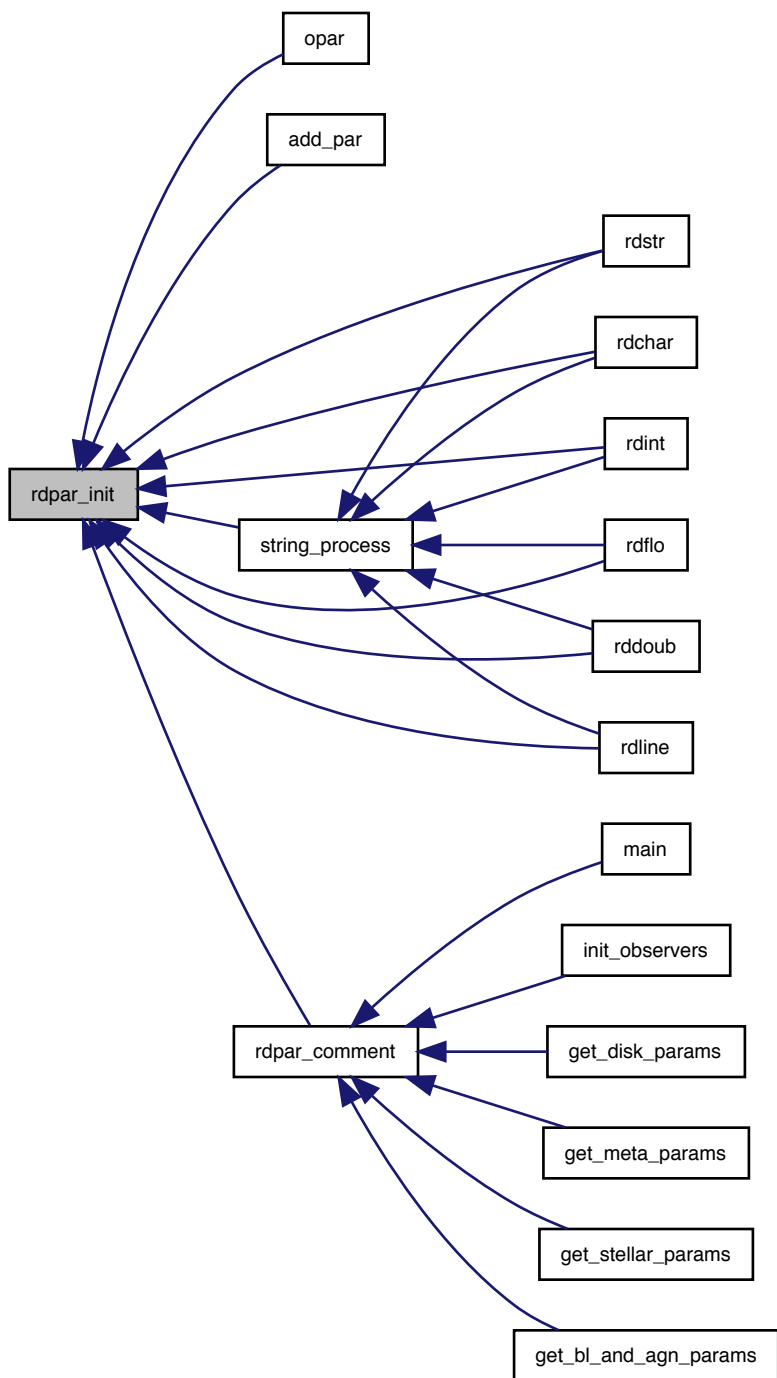 opar
add_par
rdstr
rdchar
rdint
rdpar_init
string_process
rdflo
rddoub
rdline
main
init_observers
rdpar_comment
get_disk_params
get_meta_params
get_stellar_params
get_bl_and_agn_params